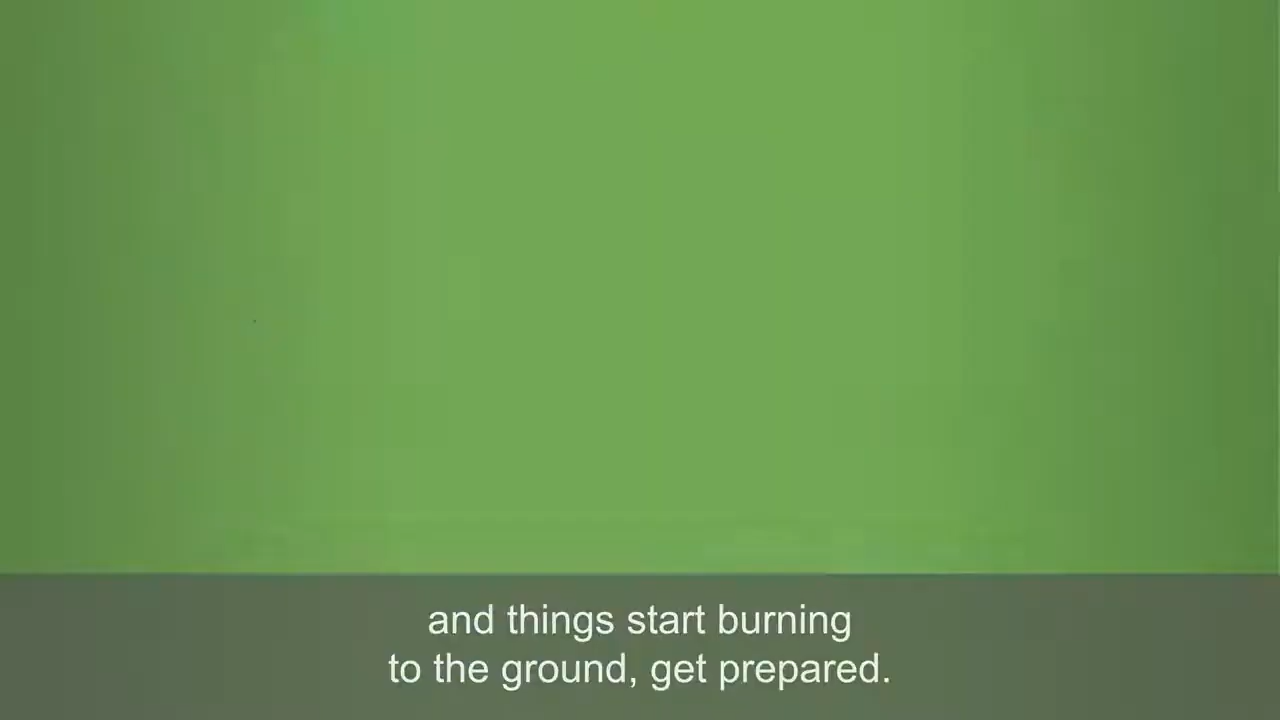 and things start burning
to the ground, get prepared.